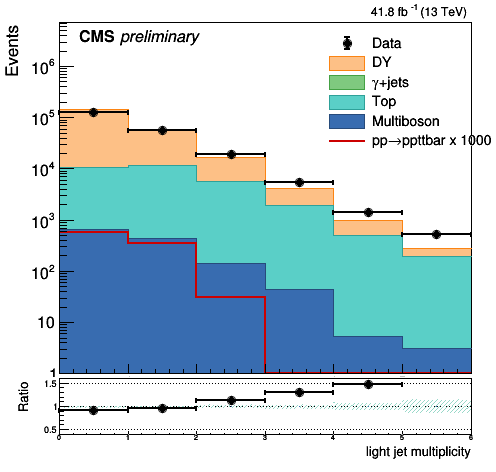 41.8 fb⁻¹ (13 TeV)
Events
CMS preliminary
Data
DY
γ+jets
Top
Multiboson
pp→ppttbar x 1000
10⁶
10⁵
10⁴
10³
10²
10
1
Ratio
1.5
1
0.5
0 1 2 3 4 5 6
light jet multiplicity